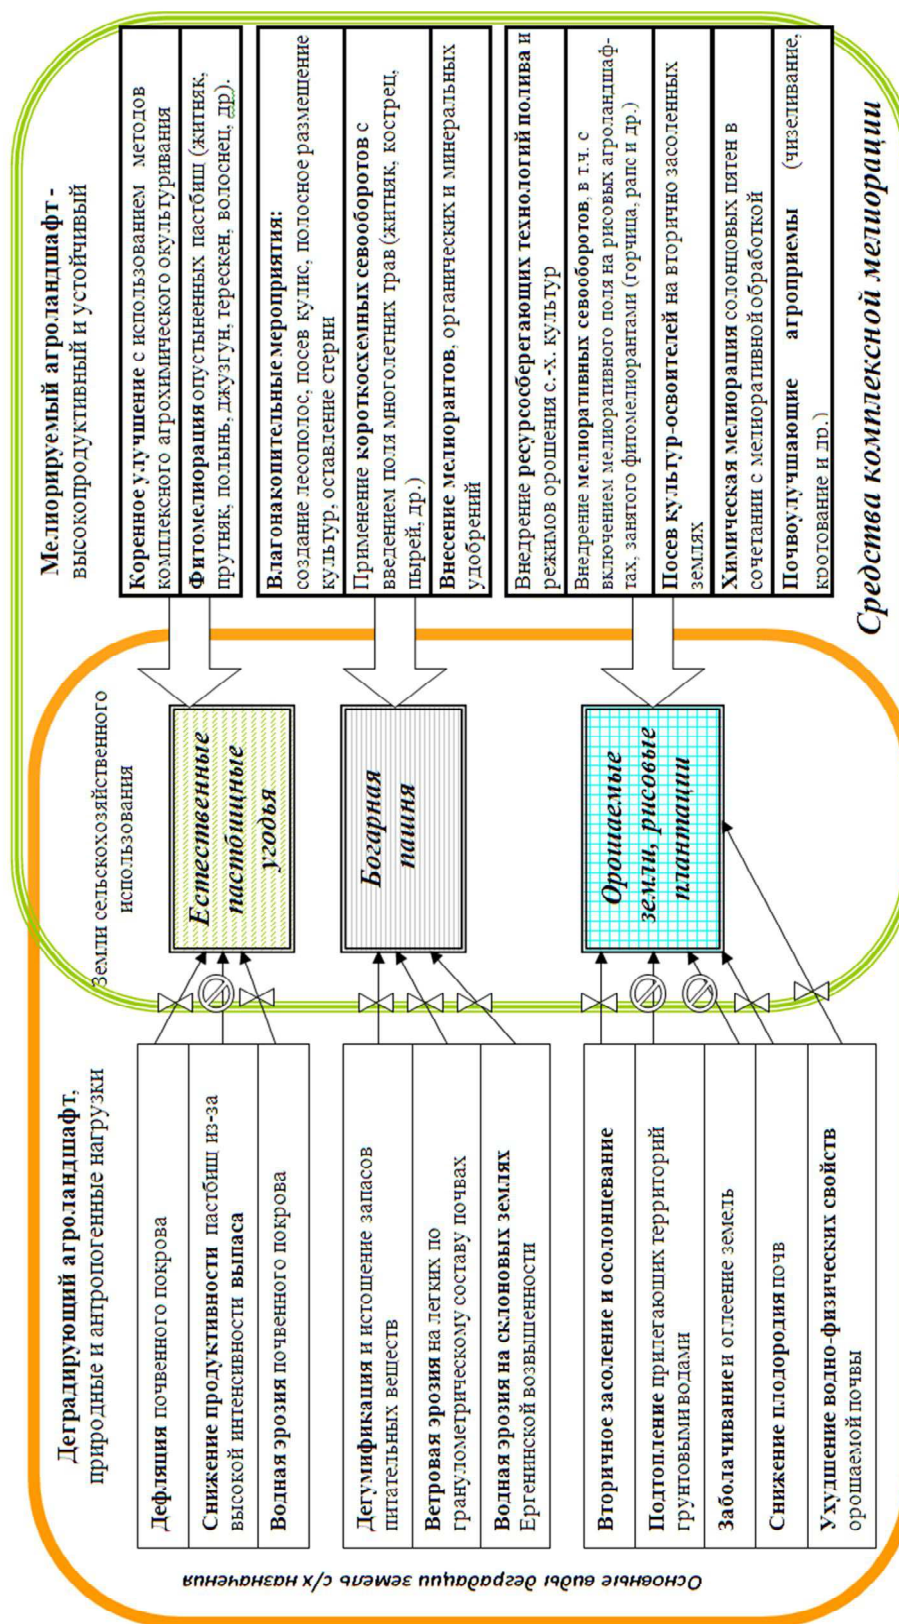 Деградирующий агроландшафт,
природные и антропогенные нагрузки
Основные виды деградации земель с/х назначения
Дефляция почвенного покрова
Снижение продуктивности пастбищ из-за
высокой интенсивности выпаса
Водная эрозия почвенного покрова
Дегумификация и истощение запасов
питательных веществ
Ветровая эрозия на легких по
гранулометрическому составу почвах
Водная эрозия на склоновых землях
Ергенинской возвышенности
Вторичное засоление и осолонцевание
Подтопление прилегающих территорий
грунтовыми водами
Заболачивание и оглеение земель
Снижение плодородия почв
Ухудшение водно-физических свойств
орошаемой почвы
Земли сельскохозяйственного
использования
Естественные
пастбищные
угодья
Богарная
пашня
Орошаемые
земли, рисовые
плантации
Мелиорируемый агроландшафт -
высокопродуктивный и устойчивый
Коренное улучшение с использованием методов
комплексного агрохимического окультуривания
Фитомелиорация опустыненных пастбищ (житняк,
прутняк, полынь, джузгун, терескен, волоснец, др).
Влагонакопительные мероприятия:
создание лесополос, посев кулис, полосное размещение
культур, оставление стерни
Применение короткосхемных севооборотов с
введением поля многолетних трав (житняк, кострец,
пырей, др.)
Внесение мелиорантов, органических и минеральных
удобрений
Внедрение ресурсосберегающих технологий полива и
режимов орошения с.-х. культур
Внедрение мелиоративных севооборотов, в т.ч. с
включением мелиоративного поля на рисовых агроландшаф-
тах, занятого фитомелиорантами (горчица, рапс и др.)
Посев культур-освоителей на вторично засоленных
землях
Химическая мелиорация солонцовых пятен в
сочетании с мелиоративной обработкой
Почвоулучшающие агроприемы (чизеливание,
кротование и др.)
Средства комплексной мелиорации